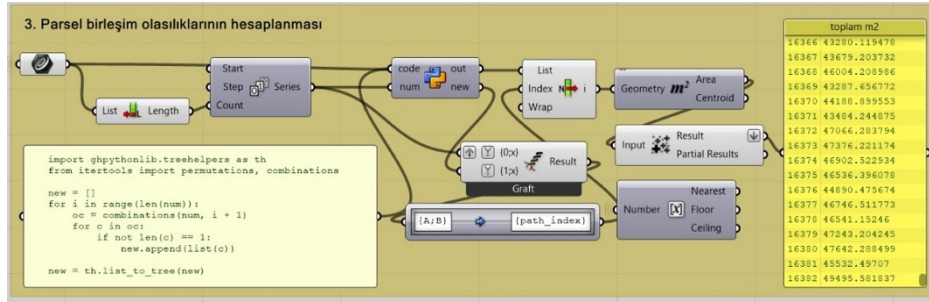 3. Parsel birleşim olasılıklarının hesaplanması
toplam m2
Start
Step
Count
Series
List
Length
code
num
out
new
List
Index
Wrap
i
Geometry
m²
Area
Centroid
Input
Result
Partial Results
{0;x}
{1;x}
Result
Graft
{A;B}
{path_index}
Number
[X]
Nearest
Floor
Ceiling
import ghpythonlib.treehelpers as th
from itertools import permutations, combinations
new = []
for i in range(len(num)):
oc = combinations(num, i + 1)
for c in oc:
if not len(c) == 1:
new.append(list(c))
new = th.list_to_tree(new)
16366 43280.119478
16367 43679.203732
16368 46004.208986
16369 43287.656772
16370 44188.899553
16371 43484.244875
16372 47066.283794
16373 47376.221174
16374 46902.522934
16375 46536.396078
16376 44890.475674
16377 46746.511773
16378 46541.15246
16379 47243.204245
16380 47642.288499
16381 45532.49707
16382 49495.581837